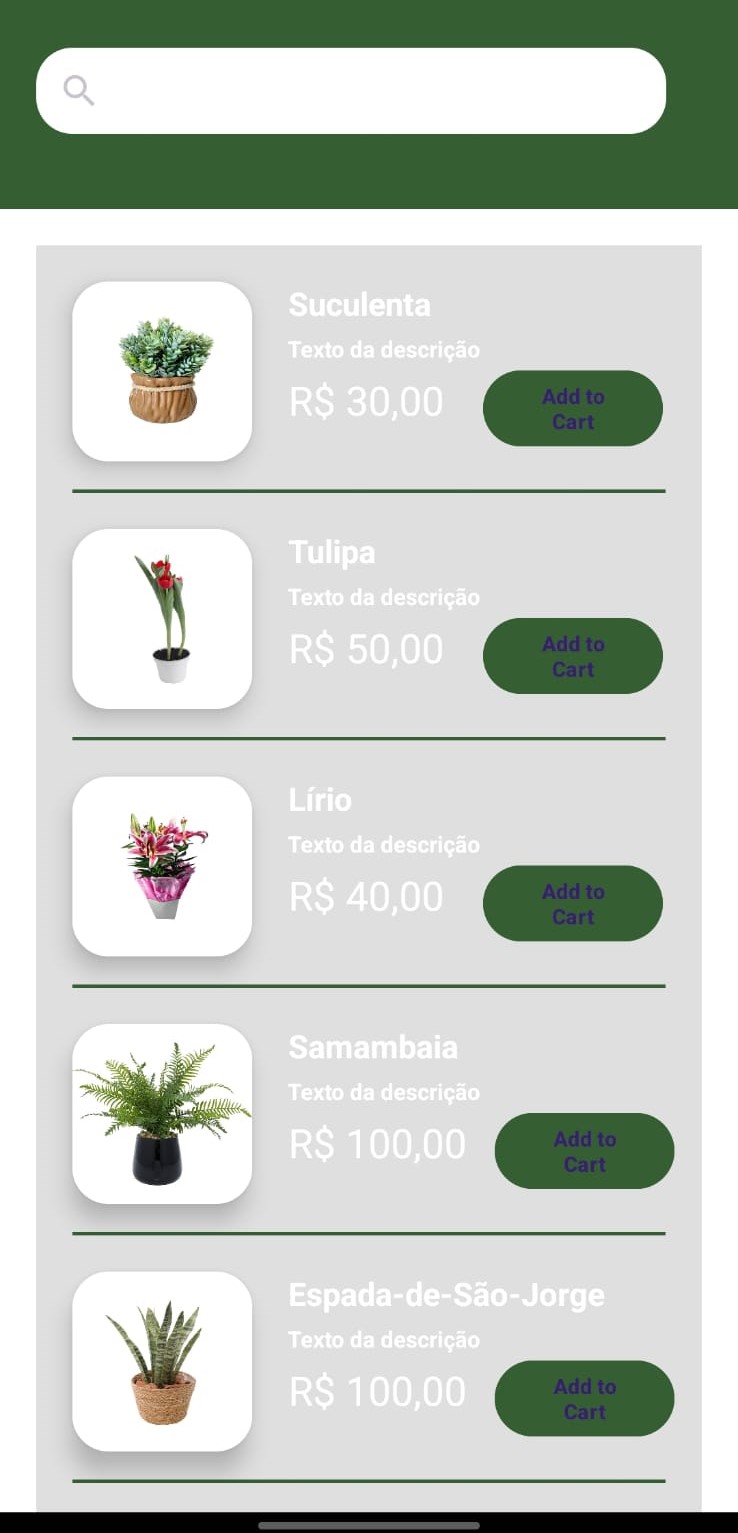 Suculenta
Texto da descrição
R$ 30,00
Add to
Cart
Tulipa
Texto da descrição
R$ 50,00
Add to
Cart
Lírio
Texto da descrição
R$ 40,00
Add to
Cart
Samambaia
Texto da descrição
R$ 100,00
Add to
Cart
Espada-de-São-Jorge
Texto da descrição
R$ 100,00
Add to
Cart